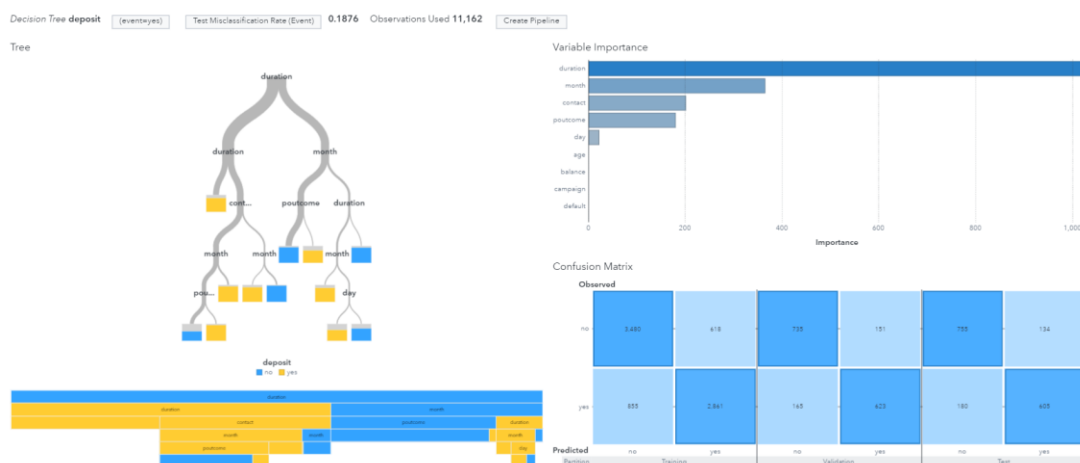 Decision Tree deposit (event=yes) Test Misclassification Rate (Event) 0.1876 Observations Used 11,162 Create Pipeline
Tree
duration
duration
month
cont...
poutcome
duration
month
month
month
pou...
day
deposit
no yes
duration
duration
month
contact
poutcome
duration
month
month
month
poutcome
day
Variable Importance
duration
month
contact
poutcome
day
age
balance
campaign
default
0 200 400 600 800 1,000
Importance
Confusion Matrix
Observed
no
618 735 151 755 134
yes
855 2,861 165 623 180 605
Predicted no yes no yes no yes
Training Validation Test